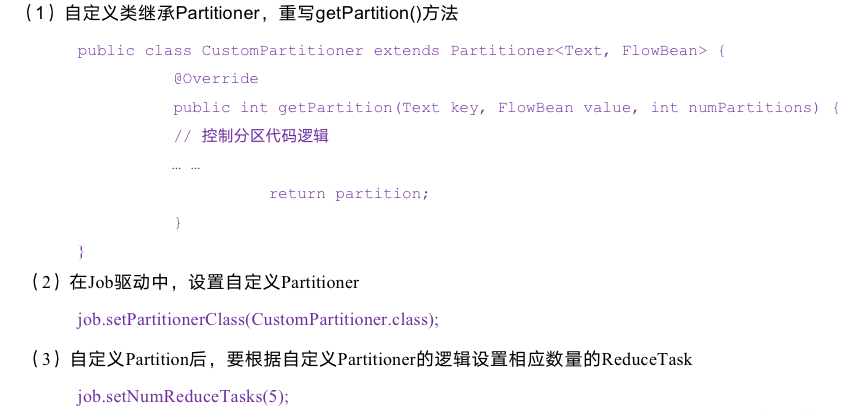 （1）自定义类继承Partitioner，重写getPartition()方法
public class CustomPartitioner extends Partitioner<Text, FlowBean> {
@Override
public int getPartition(Text key, FlowBean value, int numPartitions) {
// 控制分区代码逻辑
… …
return partition;
}
}
（2）在Job驱动中，设置自定义Partitioner
job.setPartitionerClass(CustomPartitioner.class);
（3）自定义Partition后，要根据自定义Partitioner的逻辑设置相应数量的ReduceTask
job.setNumReduceTasks(5);